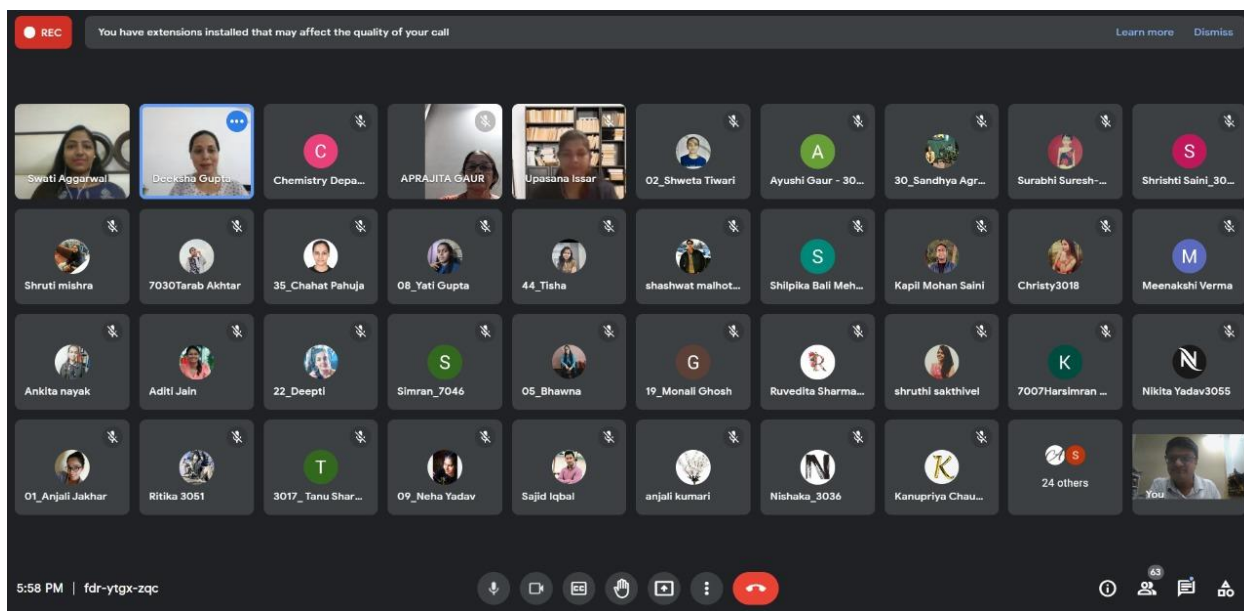 REC You have extensions installed that may affect the quality of your call Learn more Dismiss
Swati Aggarwal Deeksha Gupta C Chemistry Depa... APRAJITA GAUR Upasana Issar 02_Shweta Tiwari A Ayushi Gaur - 30... 30_Sandhya Agr... Surabhi Suresh-... S Shrishti Saini_30...
Shruti mishra 7030Tarab Akhtar 35_Chahat Pahuja 08_Yati Gupta 44_Tisha shashwat malhot... S Shilpika Bali Meh... Kapil Mohan Saini Christy3018 M Meenakshi Verma
Ankita nayak Aditi Jain 22_Deepti S Simran_7046 05_Bhawna G 19_Monali Ghosh R Ruvedita Sharma... shruthi sakthivel K 7007Harsimran ... N Nikita Yadav3055
01_Anjali Jakhar Ritika 3051 T 3017_ Tanu Shar... 09_Neha Yadav Sajid Iqbal anjali kumari N Nishaka_3036 K Kanupriya Chau... S 24 others You
5:58 PM | fdr-ytgx-zqc CC 63